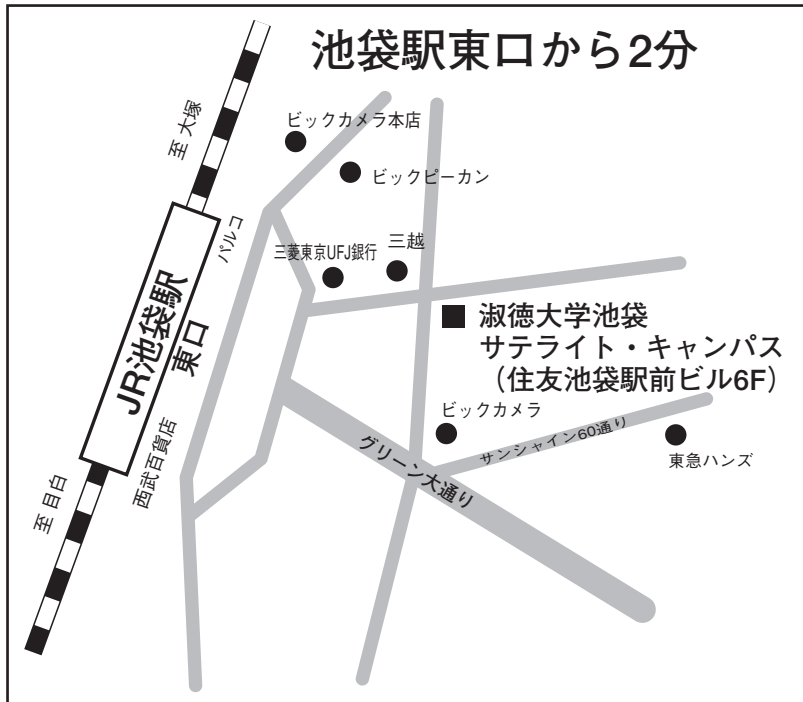 池袋駅東口から2分
至 大塚
ビックカメラ本店
ビックピーカン
パルコ
三菱東京UFJ銀行
三越
JR池袋駅
東口
淑徳大学池袋
サテライト・キャンパス
（住友池袋駅前ビル6F）
ビックカメラ
サンシャイン60通り
東急ハンズ
西武百貨店
グリーン大通り
至 目白